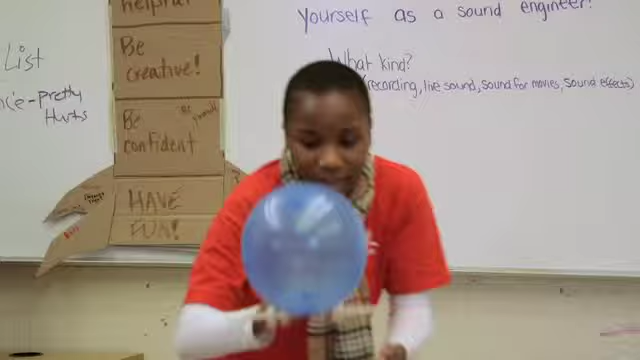 helpful
Be
creative!
Be
confident
HAVE
FUN!
List
-pretty
Hurts
yourself as a sound engineer?
What kind?
(recording, live sound, sound for movies, sound effects)